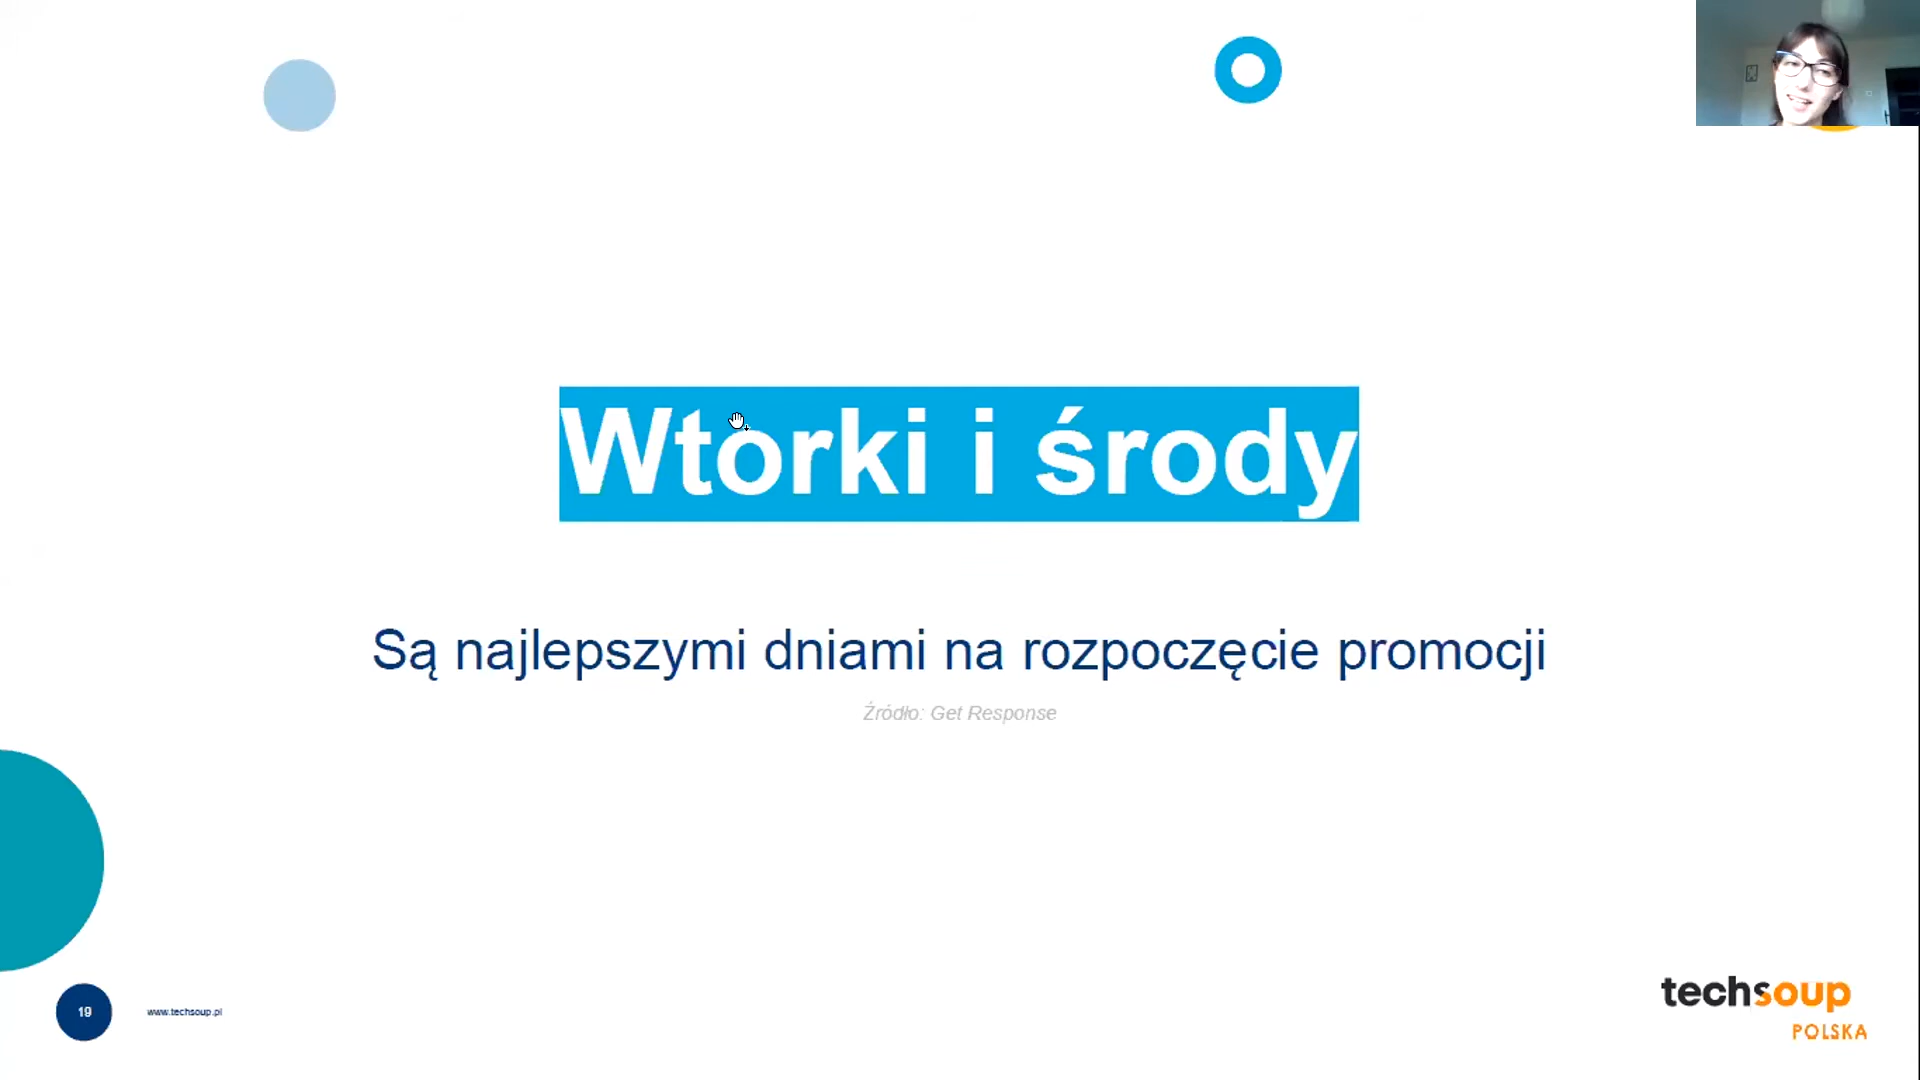 Wtorki i środy
Są najlepszymi dniami na rozpoczęcie promocji
Źródło: Get Response
19
www.techsoup.pl
techsoup
POLSKA